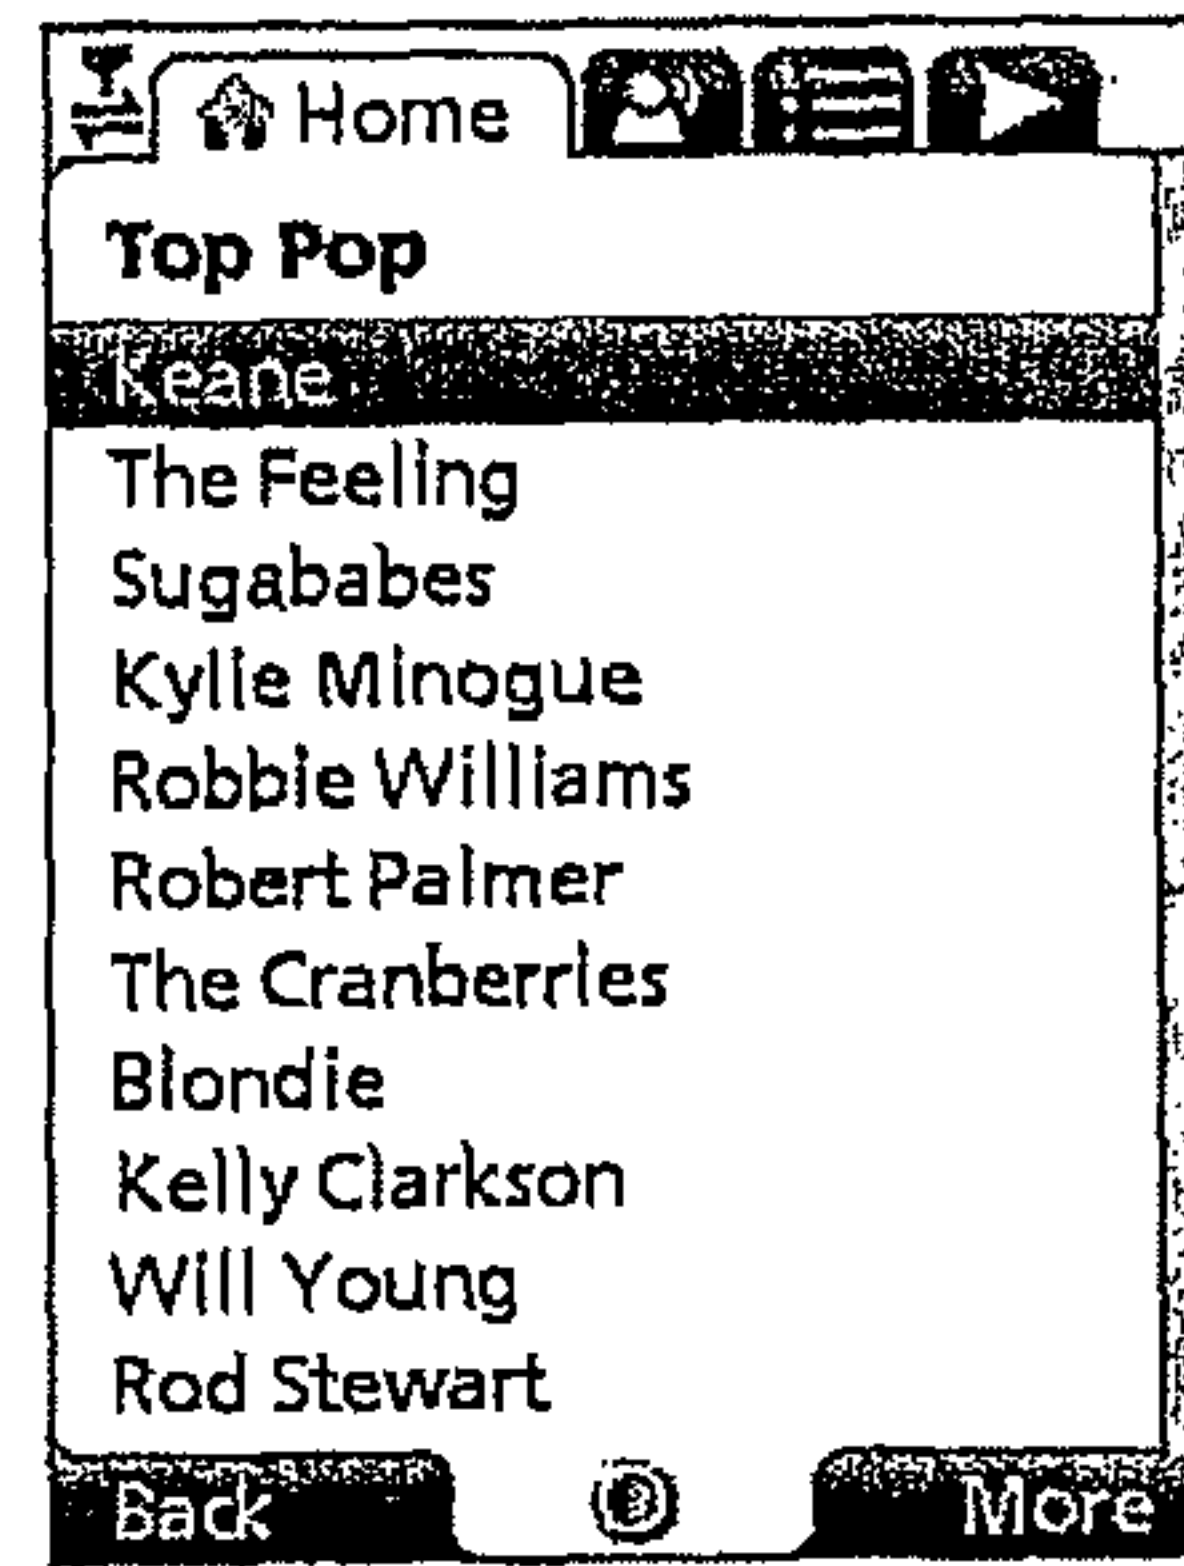 Home
Top Pop
Keane
The Feeling
Sugababes
Kylie Minogue
Robbie Williams
Robert Palmer
The Cranberries
Blondie
Kelly Clarkson
Will Young
Rod Stewart
Back
More